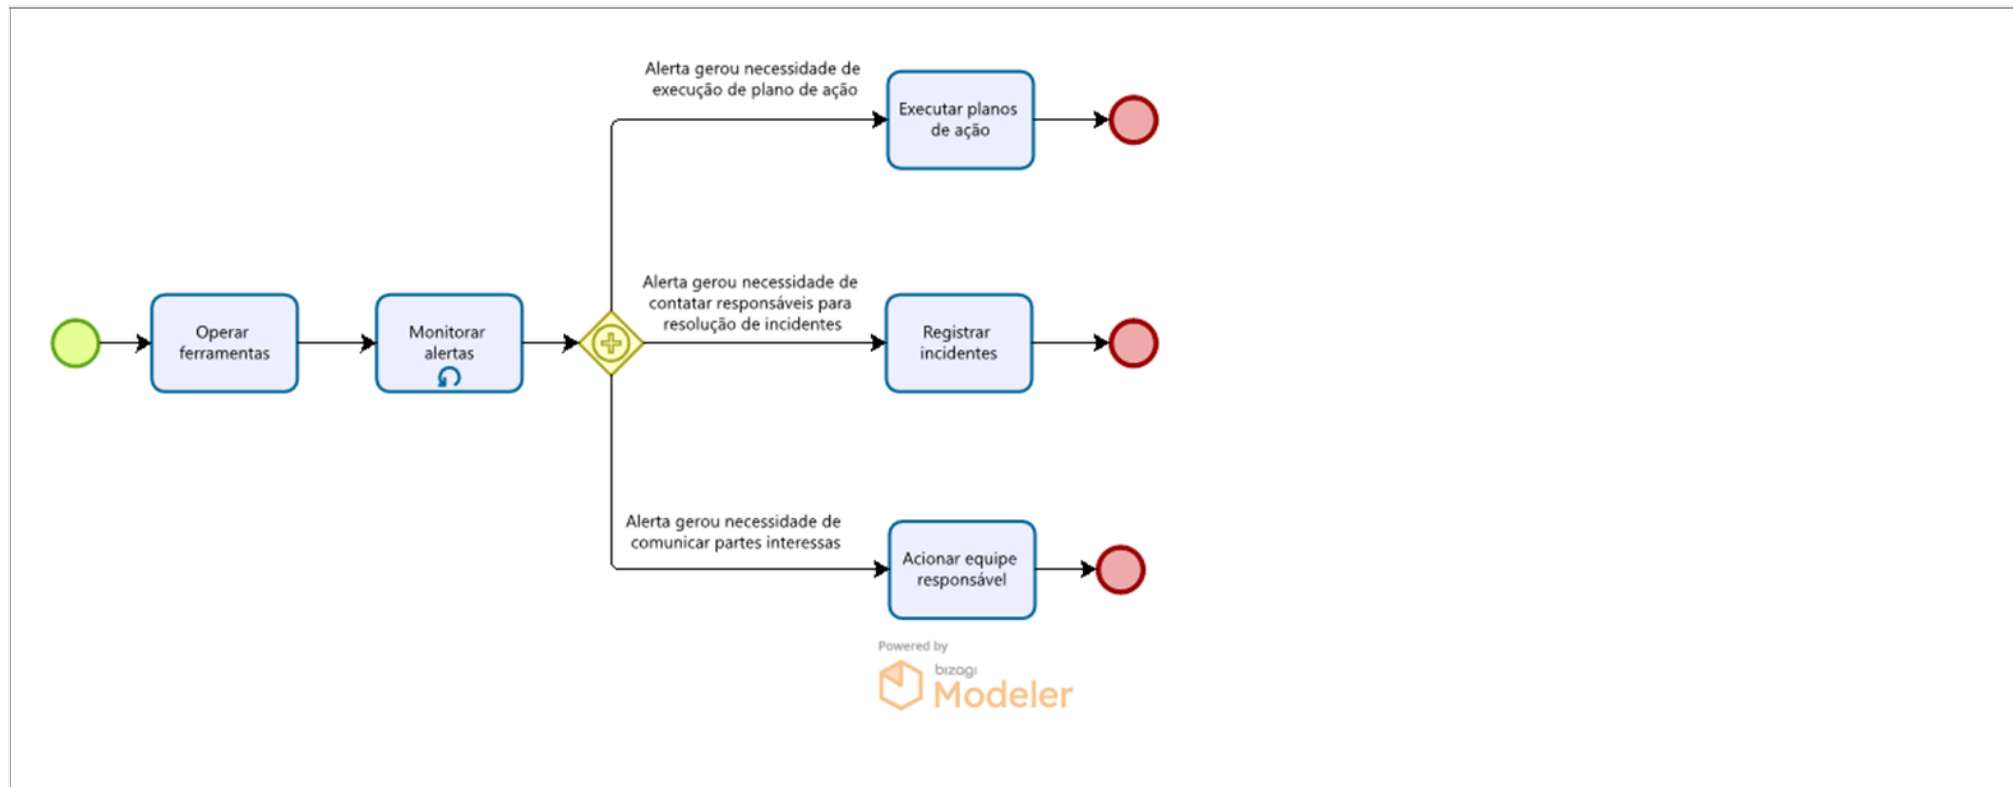 Alerta gerou necessidade de
execução de plano de ação
Executar planos
de ação
Alerta gerou necessidade de
contatar responsáveis para
resolução de incidentes
Operar
ferramentas
Monitorar
alertas
Registrar
incidentes
Alerta gerou necessidade de
comunicar partes interessas
Acionar equipe
responsável
Powered by
bizagi
Modeler